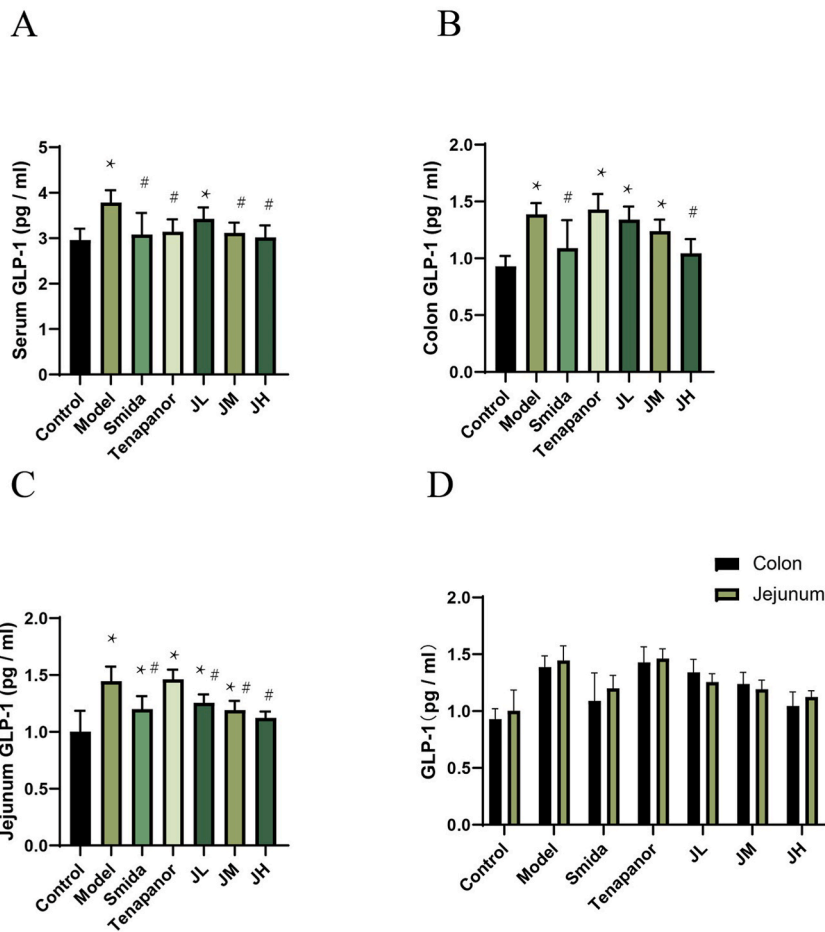 A
B
Serum GLP-1 (pg / ml)
5
4
3
2
1
0
*
#
#
*
#
#
Control
Model
Smida
Tenapanor
JL
JM
JH
Colon GLP-1 (pg / ml)
2.0
1.5
1.0
0.5
0.0
*
#
*
*
*
#
Control
Model
Smida
Tenapanor
JL
JM
JH
C
D
Jejunum GLP-1 (pg / ml)
2.0
1.5
1.0
0.5
0.0
*
* #
*
* #
* #
#
Control
Model
Smida
Tenapanor
JL
JM
JH
Colon
Jejunum
GLP-1 (pg / ml)
2.0
1.5
1.0
0.5
0.0
Control
Model
Smida
Tenapanor
JL
JM
JH